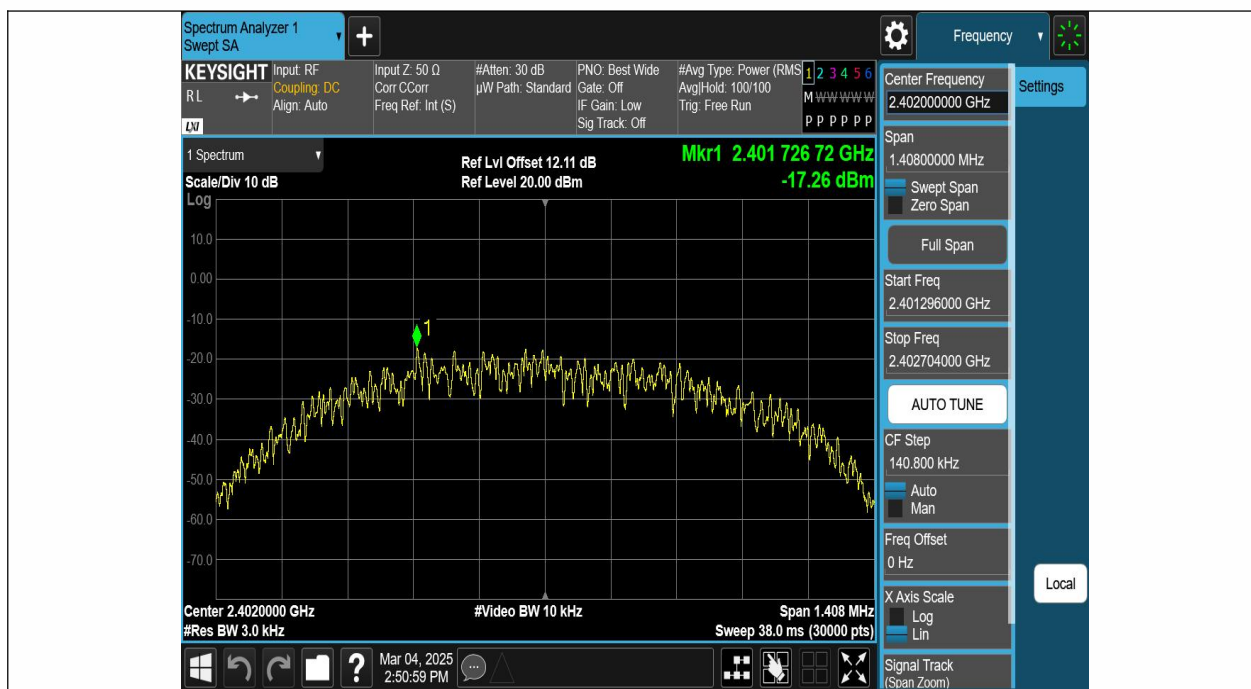 Spectrum Analyzer 1
Swept SA
+
Frequency
KEYSIGHT
RL
LXI
Input: RF
Coupling: DC
Align: Auto
Input Z: 50 Ω
Corr CCorr
Freq Ref: Int (S)
#Atten: 30 dB
µW Path: Standard
PNO: Best Wide
Gate: Off
IF Gain: Low
Sig Track: Off
#Avg Type: Power (RMS
Avg|Hold: 100/100
Trig: Free Run
1 2 3 4 5 6
M W W W W W
P P P P P P
1 Spectrum
Scale/Div 10 dB
Log
Ref Lvl Offset 12.11 dB
Ref Level 20.00 dBm
Mkr1 2.401 726 72 GHz
-17.26 dBm
10.0
0.00
-10.0
-20.0
-30.0
-40.0
-50.0
-60.0
-70.0
1
Center 2.4020000 GHz
#Res BW 3.0 kHz
#Video BW 10 kHz
Span 1.408 MHz
Sweep 38.0 ms (30000 pts)
Center Frequency
2.402000000 GHz
Settings
Span
1.40800000 MHz
Swept Span
Zero Span
Full Span
Start Freq
2.401296000 GHz
Stop Freq
2.402704000 GHz
AUTO TUNE
CF Step
140.800 kHz
Auto
Man
Freq Offset
0 Hz
X Axis Scale
Log
Lin
Local
Signal Track
(Span Zoom)
?
Mar 04, 2025
2:50:59 PM